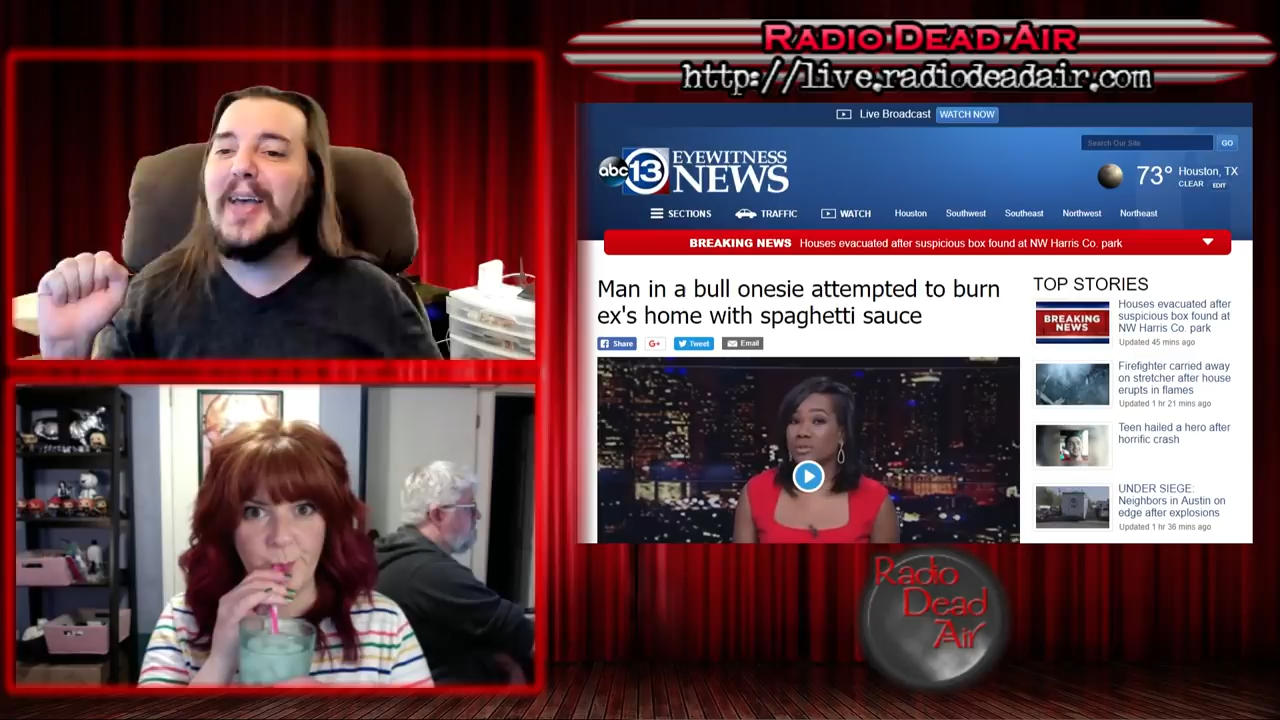 RADIO DEAD AIR
http://live.radiodeadair.com
Live Broadcast WATCH NOW
abc 13 EYEWITNESS
NEWS
Search Our Site GO
73° Houston, TX
CLEAR EDIT
SECTIONS TRAFFIC WATCH Houston Southwest Southeast Northwest Northeast
BREAKING NEWS Houses evacuated after suspicious box found at NW Harris Co. park
Man in a bull onesie attempted to burn
ex's home with spaghetti sauce
Share G+ Tweet Email
TOP STORIES
BREAKING
NEWS
Houses evacuated after
suspicious box found at
NW Harris Co. park
Updated 45 mins ago
Firefighter carried away
on stretcher after house
erupts in flames
Updated 1 hr 21 mins ago
Teen hailed a hero after
horrific crash
UNDER SIEGE:
Neighbors in Austin on
edge after explosions
Updated 1 hr 36 mins ago
Radio
Dead
Air